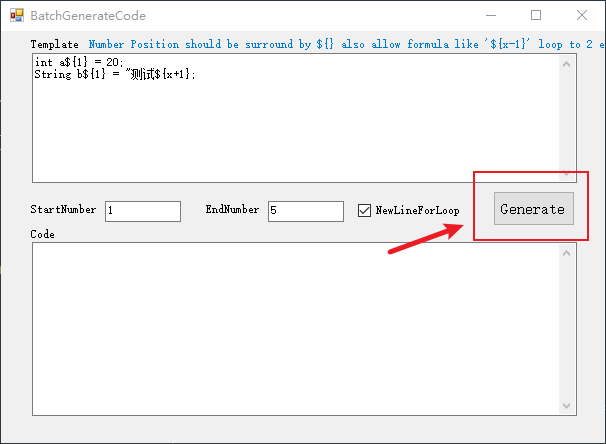 BatchGenerateCode
Template Number Position should be surround by ${} also allow formula like '${x-1}' loop to 2 e
int a${1} = 20;
String b${1} = "测试${x+1};
StartNumber 1 EndNumber 5 NewLineForLoop Generate
Code